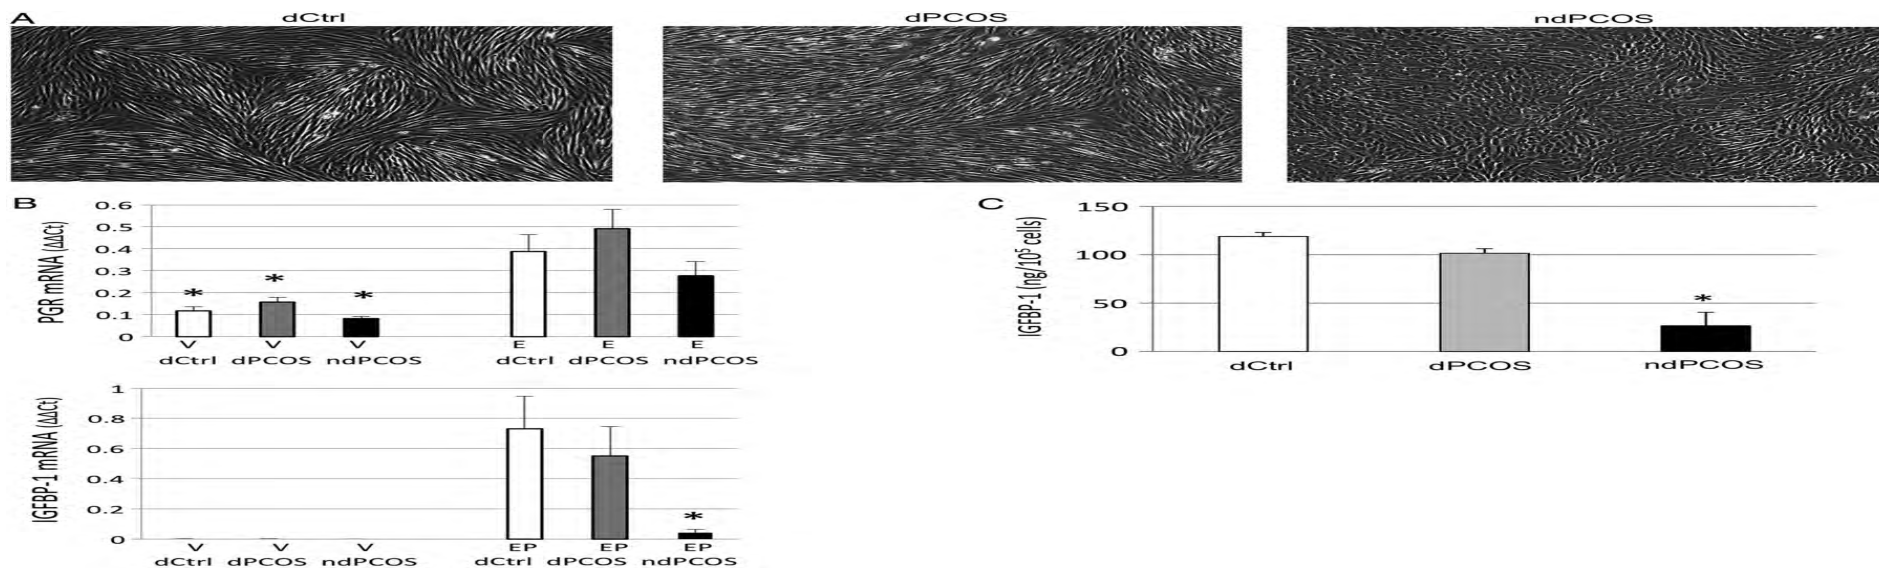 A
dCtrl dPCOS ndPCOS
B
PGR mRNA (ΔΔCt)
0.6
0.5
0.4
0.3
0.2
0.1
0
* * *
V V V E E E
dCtrl dPCOS ndPCOS dCtrl dPCOS ndPCOS
IGFBP-1 mRNA (ΔΔCt)
1
0.8
0.6
0.4
0.2
0
*
V V V EP EP EP
dCtrl dPCOS ndPCOS dCtrl dPCOS ndPCOS
C
IGFBP-1 (ng/10⁵ cells)
150
100
50
0
*
dCtrl dPCOS ndPCOS